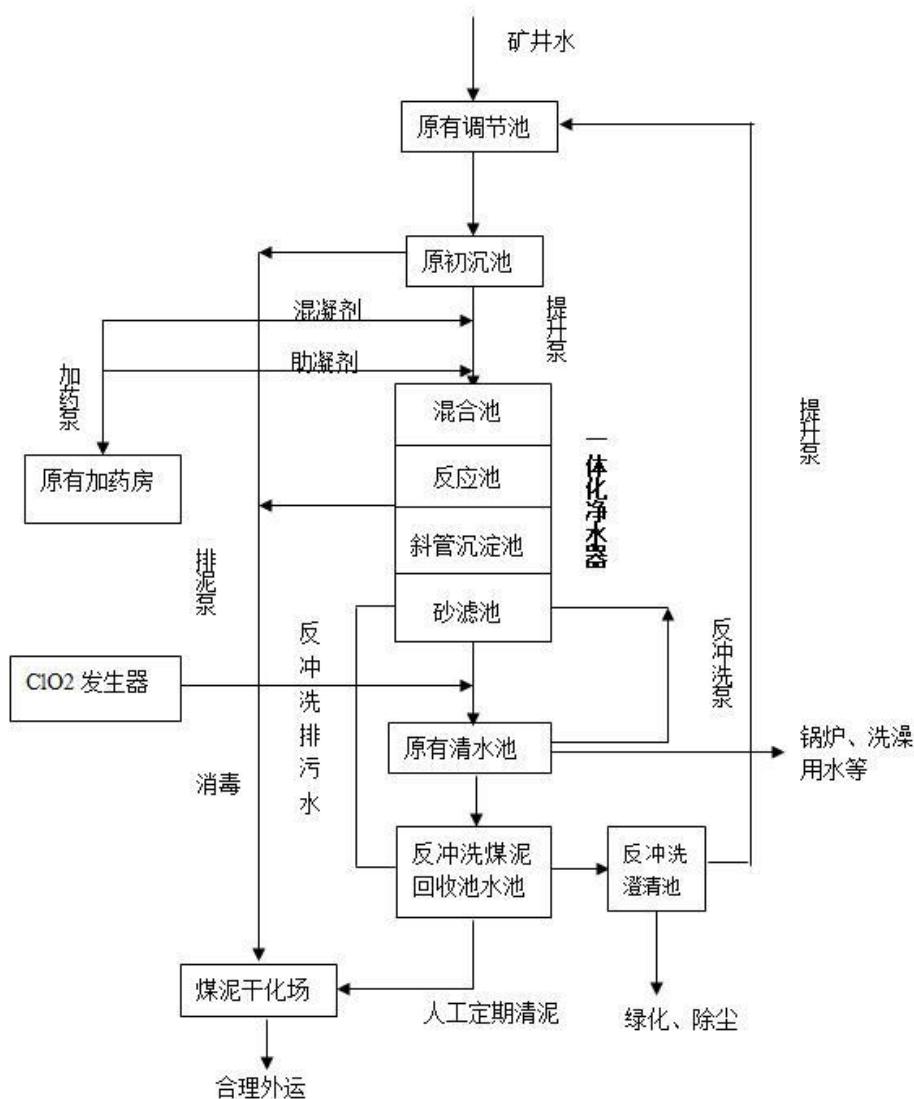 矿井水
原有调节池
原初沉池
混凝剂
提升泵
助凝剂
加药泵
混合池
提升泵
一体化净水器
原有加药房
反应池
斜管沉淀池
排泥泵
砂滤池
反冲洗排污水
反冲洗泵
ClO2 发生器
原有清水池
锅炉、洗澡
用水等
消毒
反冲洗煤泥
回收池水池
反冲洗
澄清池
煤泥干化场
人工定期清泥
绿化、除尘
合理外运